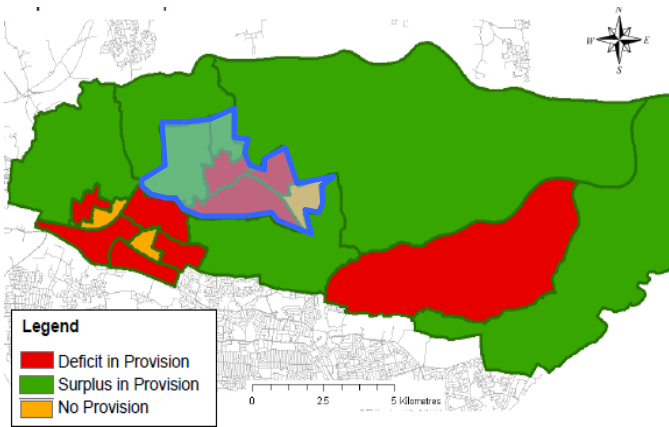 N
W E
S
Legend
Deficit in Provision
Surplus in Provision
No Provision
0 2.5 5 Kilometres